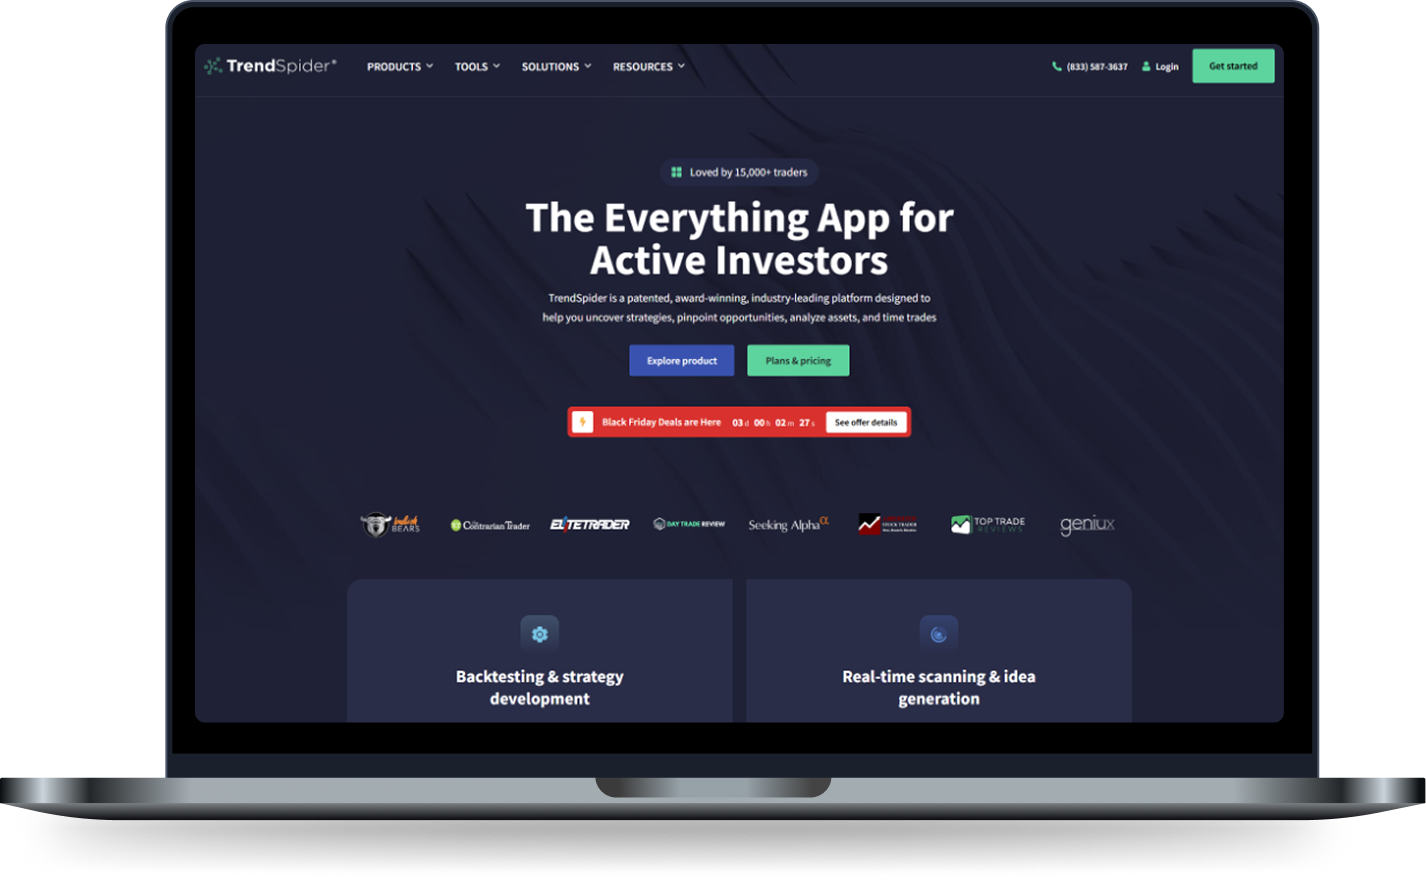 TrendSpider®
PRODUCTS
TOOLS
SOLUTIONS
RESOURCES
(833) 587-3637
Login
Get started
Loved by 15,000+ traders
The Everything App for
Active Investors
TrendSpider is a patented, award-winning, industry-leading platform designed to
help you uncover strategies, pinpoint opportunities, analyze assets, and time trades
Explore product
Plans & pricing
Black Friday Deals are Here 03 d 00 h 02 m 27 s
See offer details
BEARS
Contrarian Trader
ELITETRADER
DAY TRADE REVIEW
Seeking Alpha α
STOCK TRADER
TOP TRADE
REVIEWS
geniux
Backtesting & strategy
development
Real-time scanning & idea
generation